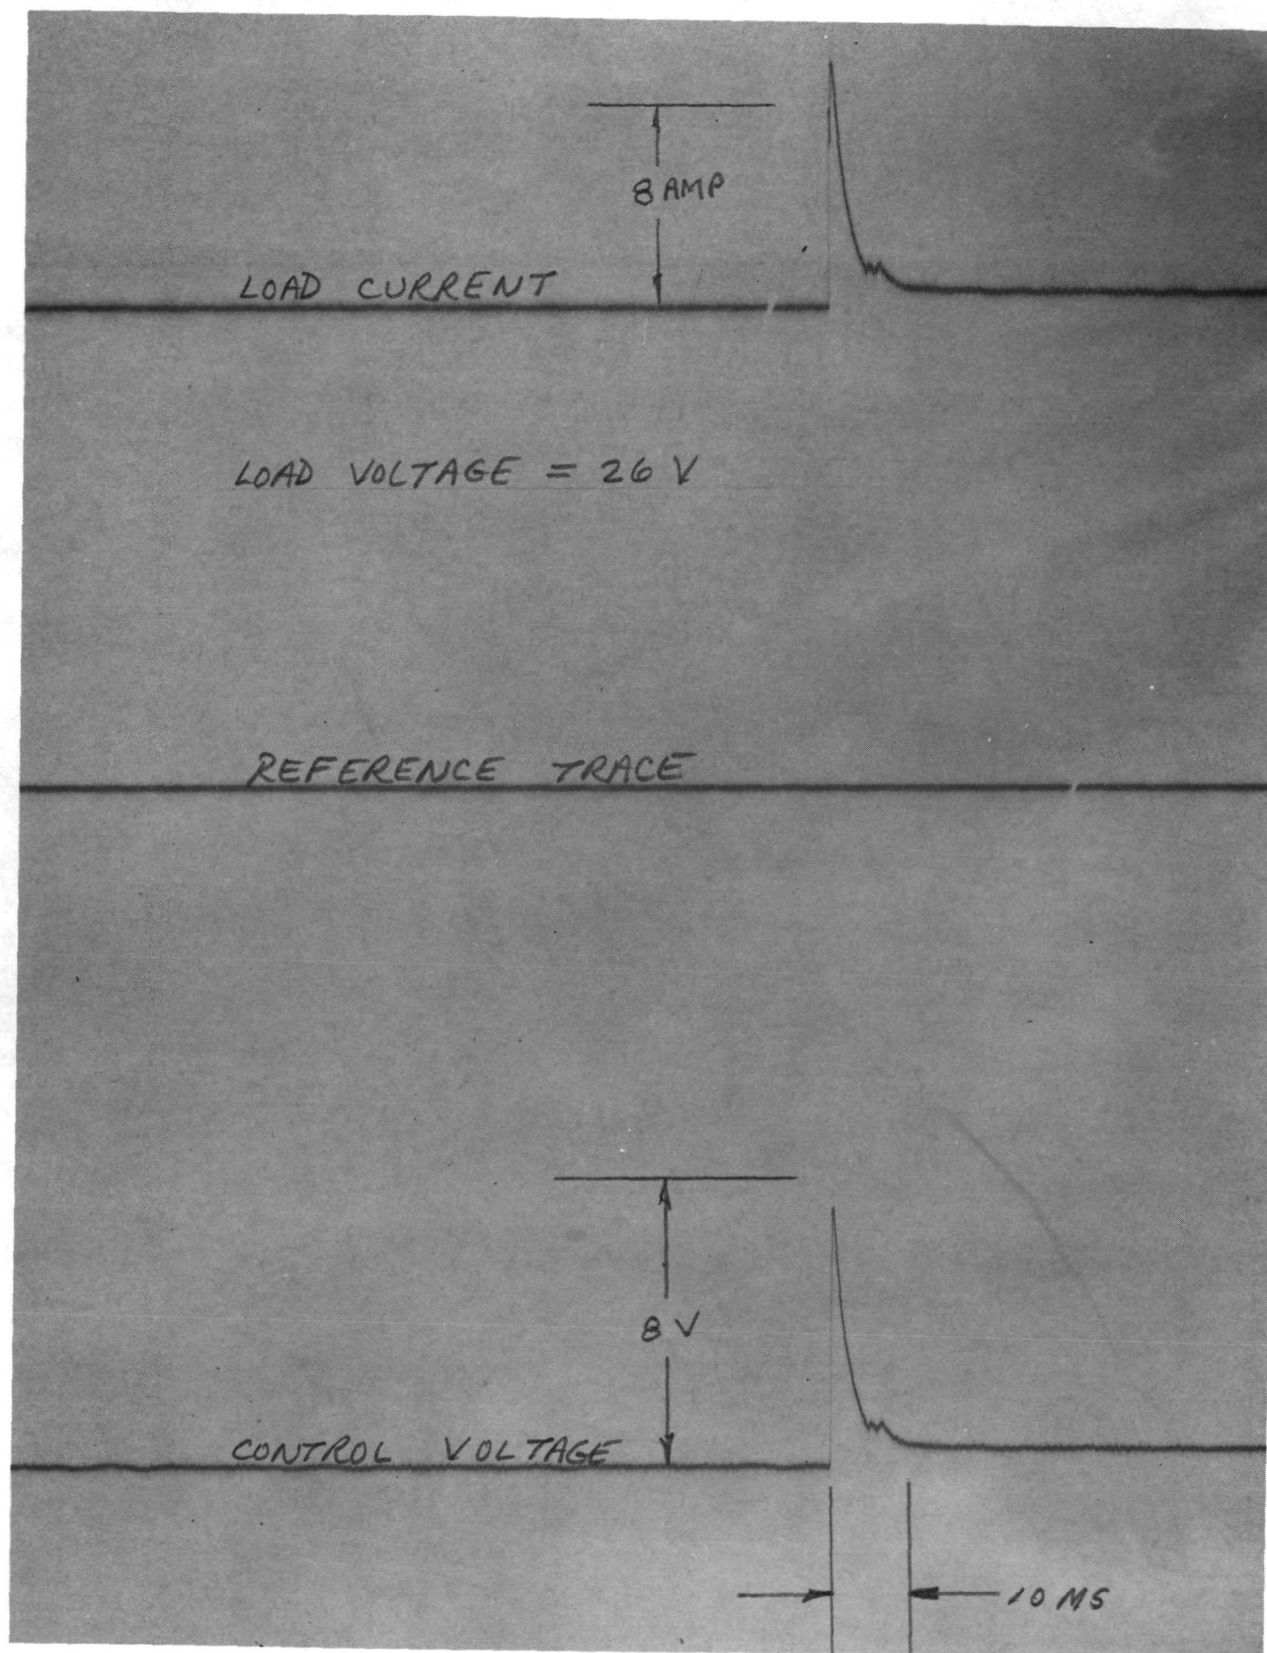 8 AMP
LOAD CURRENT
LOAD VOLTAGE = 26 V
REFERENCE TRACE
8 V
CONTROL VOLTAGE
10 MS